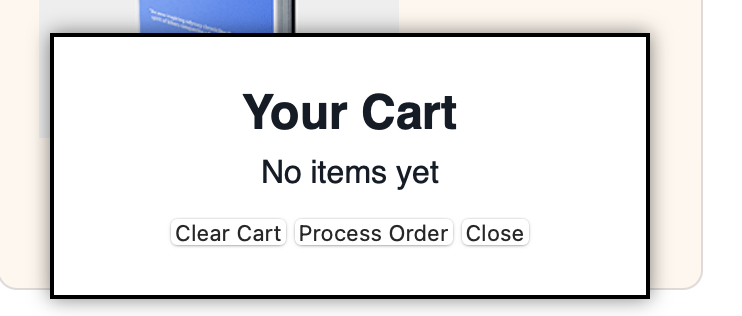 Your Cart
No items yet
Clear Cart Process Order Close